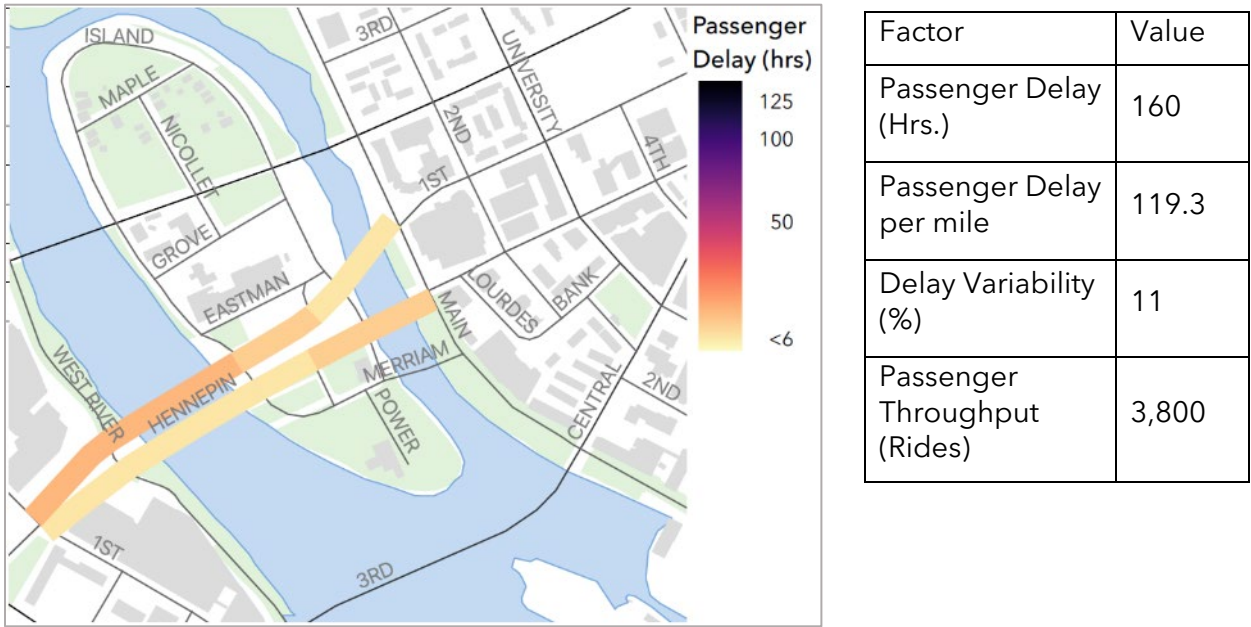 ISLAND
3RD
MAPLE
NICOLLET
UNIVERSITY
2ND
4TH
1ST
GROVE
EASTMAN
LOURDES
BANK
MAIN
WEST RIVER
HENNEPIN
MERRIAM
POWER
CENTRAL
2ND
1ST
3RD
Passenger
Delay (hrs)
125
100
50
<6
Factor Value
Passenger Delay
(Hrs.) 160
Passenger Delay
per mile 119.3
Delay Variability
(%) 11
Passenger
Throughput
(Rides) 3,800